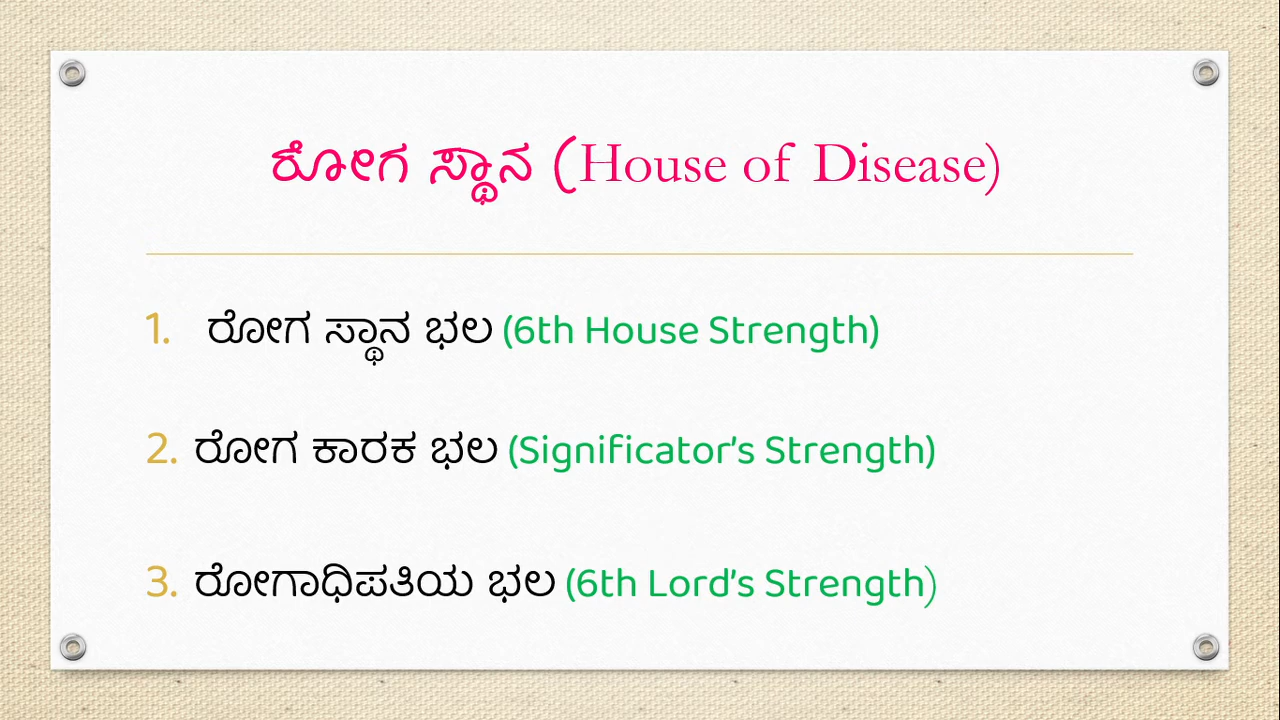 ರೋಗ ಸ್ಥಾನ (House of Disease)
1. ರೋಗ ಸ್ಥಾನ ಭಲ (6th House Strength)
2. ರೋಗ ಕಾರಕ ಭಲ (Significator’s Strength)
3. ರೋಗಾಧಿಪತಿಯ ಭಲ (6th Lord’s Strength)